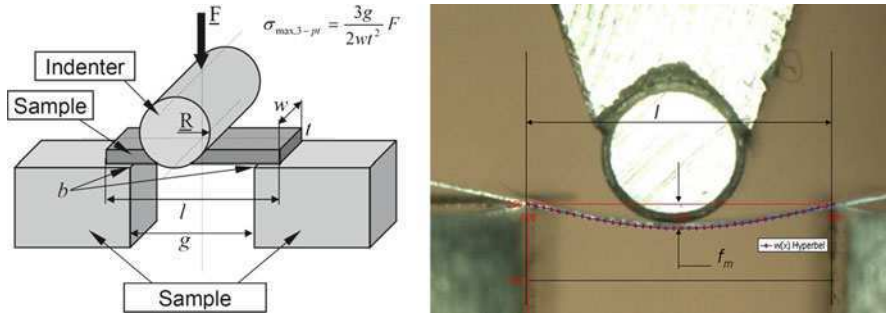 F
σmax,3−pt = 3g/2wt² F
Indenter
Sample
R
w
t
b
l
g
Sample
l
w(x) Hyperbel
fm